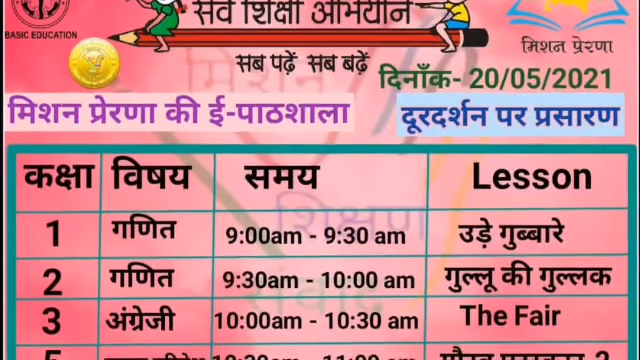 सर्व शिक्षा अभियान
BASIC EDUCATION
सब पढ़ें सब बढ़ें
मिशन प्रेरणा
दिनाँक- 20/05/2021
मिशन प्रेरणा की ई-पाठशाला
दूरदर्शन पर प्रसारण
कक्षा विषय समय Lesson
1 गणित 9:00am - 9:30 am उड़े गुब्बारे
2 गणित 9:30am - 10:00 am गुल्लू की गुल्लक
3 अंग्रेजी 10:00am - 10:30 am The Fair
शिक्षण
संवाद